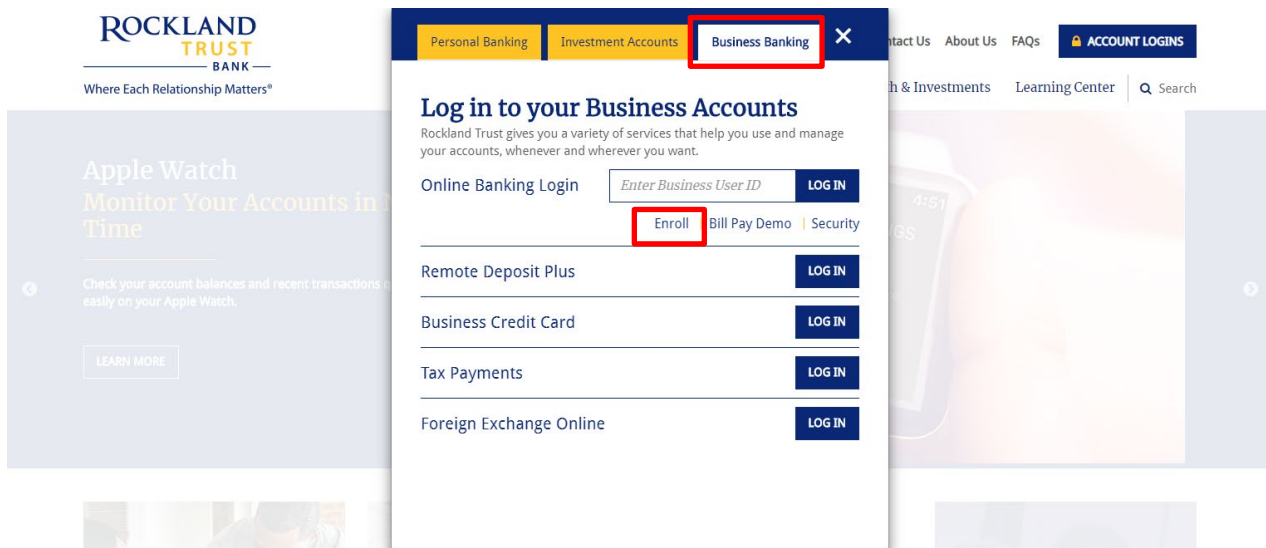 ROCKLAND
TRUST
BANK
Where Each Relationship Matters®
Personal Banking
Investment Accounts
Business Banking
×
ntact Us
About Us
FAQs
ACCOUNT LOGINS
h & Investments
Learning Center
Search
Log in to your Business Accounts
Rockland Trust gives you a variety of services that help you use and manage
your accounts, whenever and wherever you want.
Online Banking Login
Enter Business User ID
LOG IN
Enroll | Bill Pay Demo | Security
Remote Deposit Plus
LOG IN
Business Credit Card
LOG IN
Tax Payments
LOG IN
Foreign Exchange Online
LOG IN
Apple Watch
Monitor Your Accounts in
Time
Check your account balances and recent transactions
easily on your Apple Watch.
LEARN MORE
4:51
GS